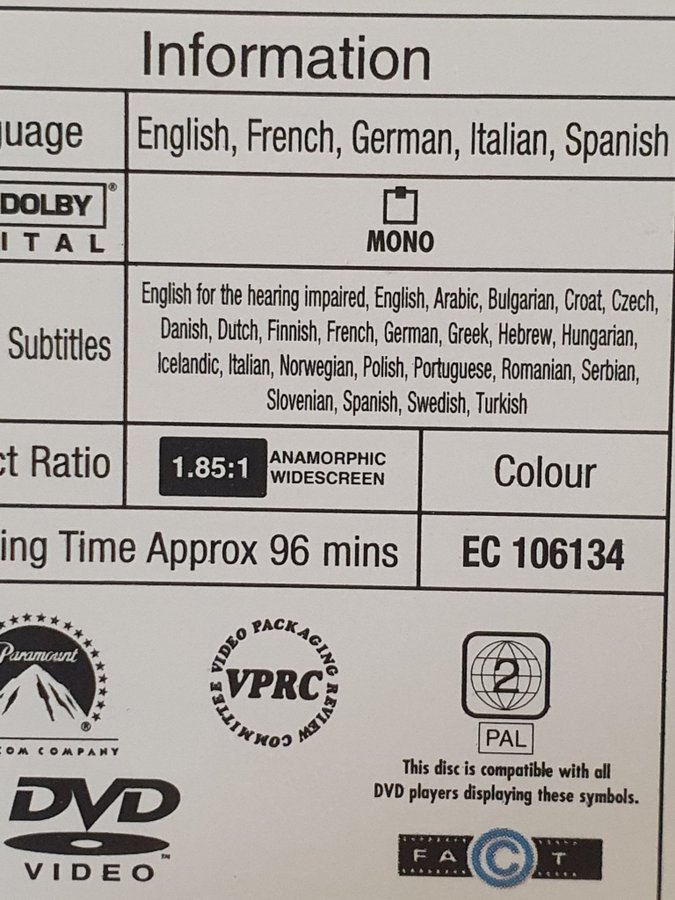 Information
guage
English, French, German, Italian, Spanish
DOLBY®
ITAL
MONO
Subtitles
English for the hearing impaired, English, Arabic, Bulgarian, Croat, Czech,
Danish, Dutch, Finnish, French, German, Greek, Hebrew, Hungarian,
Icelandic, Italian, Norwegian, Polish, Portuguese, Romanian, Serbian,
Slovenian, Spanish, Swedish, Turkish
ct Ratio
1.85:1
ANAMORPHIC
WIDESCREEN
Colour
ing Time Approx 96 mins
EC 106134
Paramount
®
COM COMPANY
VIDEO PACKAGING REVIEW COMMITTEE
VPRC
2
PAL
This disc is compatible with all
DVD players displaying these symbols.
DVD
VIDEO™
FACT